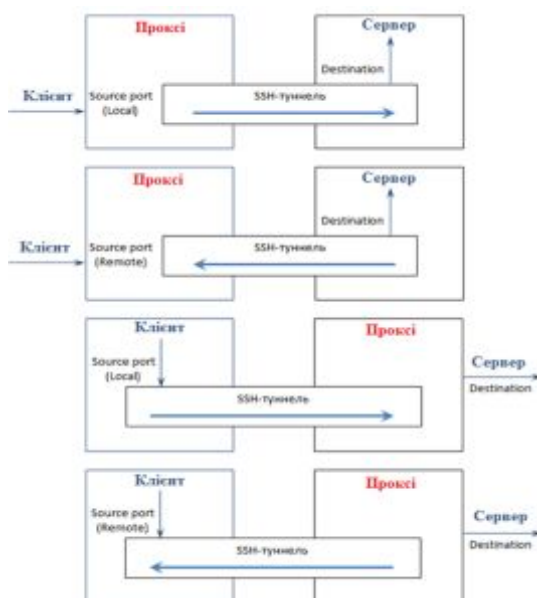 Проксі
Сервер
Destination
Клієнт
Source port
(Local)
SSH-туннель
Проксі
Сервер
Destination
Клієнт
Source port
(Remote)
SSH-туннель
Клієнт
Проксі
Source port
(Local)
Сервер
Destination
SSH-туннель
Клієнт
Проксі
Source port
(Remote)
Сервер
Destination
SSH-туннель